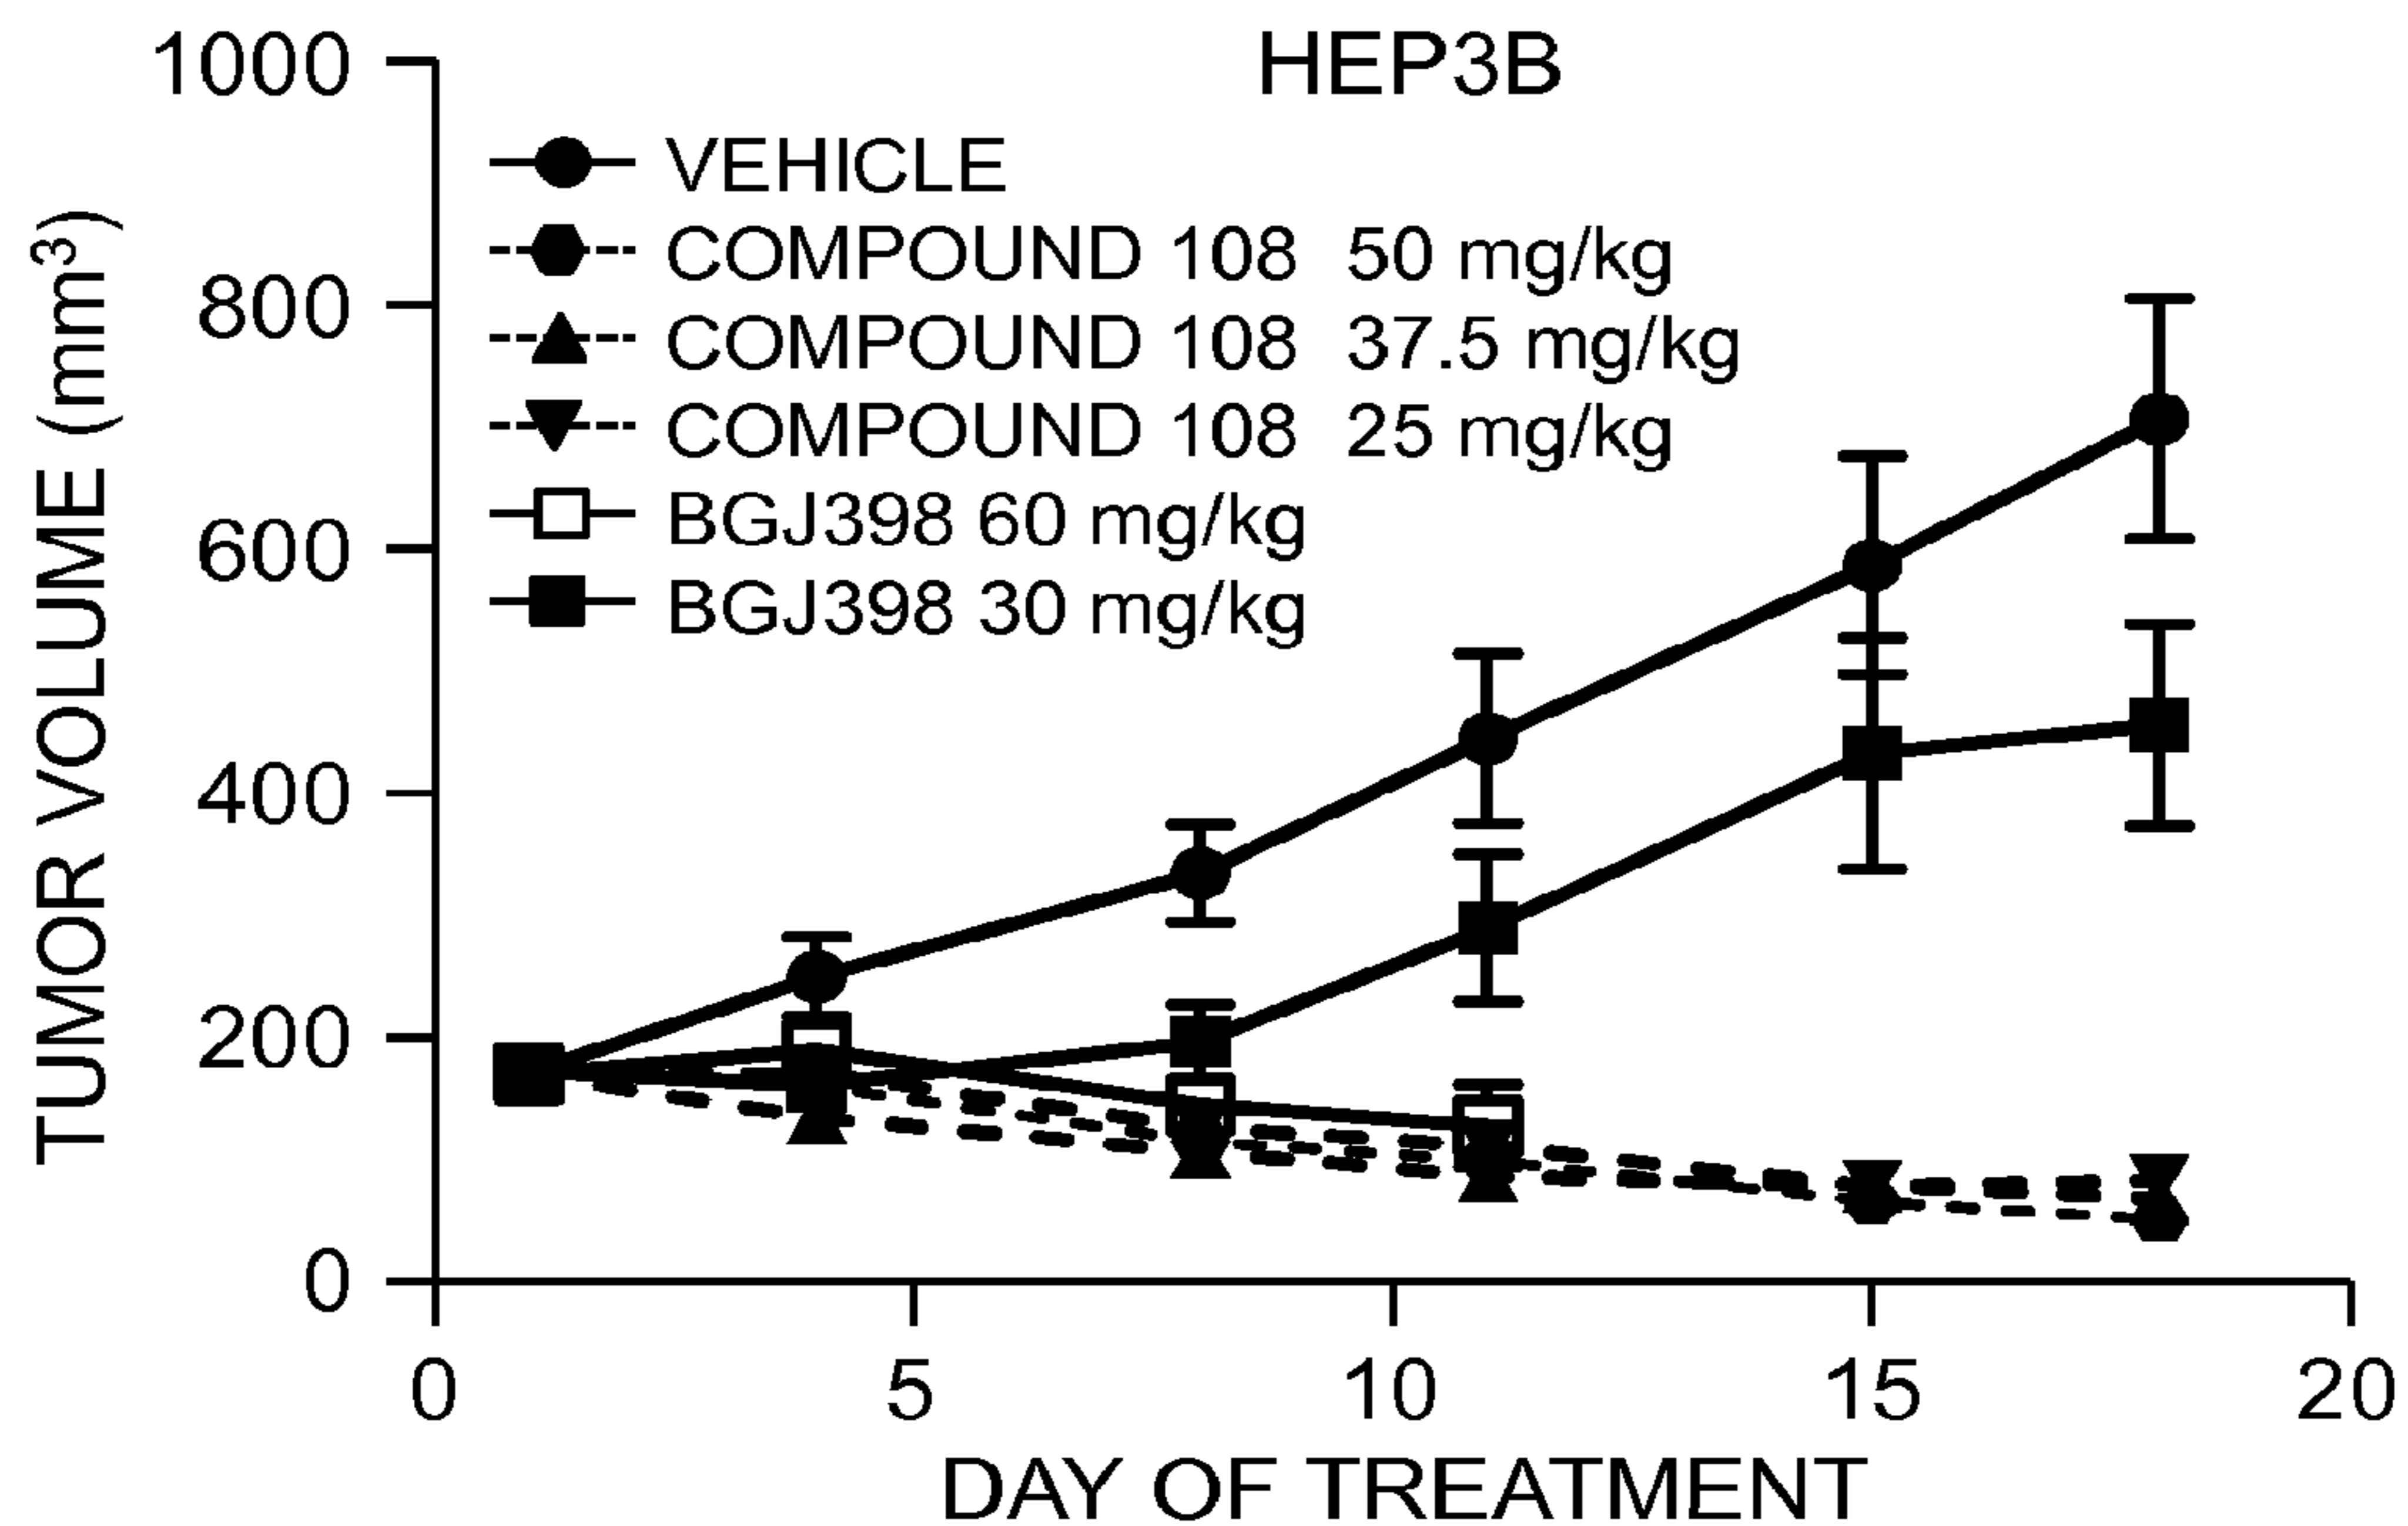 HEP3B
TUMOR VOLUME (mm³)
1000
800
600
400
200
0
VEHICLE
COMPOUND 108 50 mg/kg
COMPOUND 108 37.5 mg/kg
COMPOUND 108 25 mg/kg
BGJ398 60 mg/kg
BGJ398 30 mg/kg
0 5 10 15 20
DAY OF TREATMENT